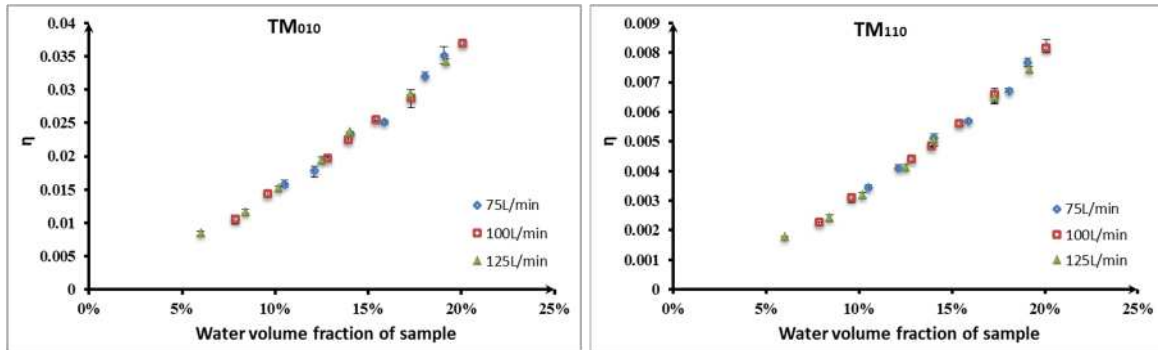 TM010
0.04
0.035
0.03
0.025
0.02
0.015
0.01
0.005
0
η
0% 5% 10% 15% 20% 25%
Water volume fraction of sample
75L/min
100L/min
125L/min
TM110
0.009
0.008
0.007
0.006
0.005
0.004
0.003
0.002
0.001
0
η
0% 5% 10% 15% 20% 25%
Water volume fraction of sample
75L/min
100L/min
125L/min